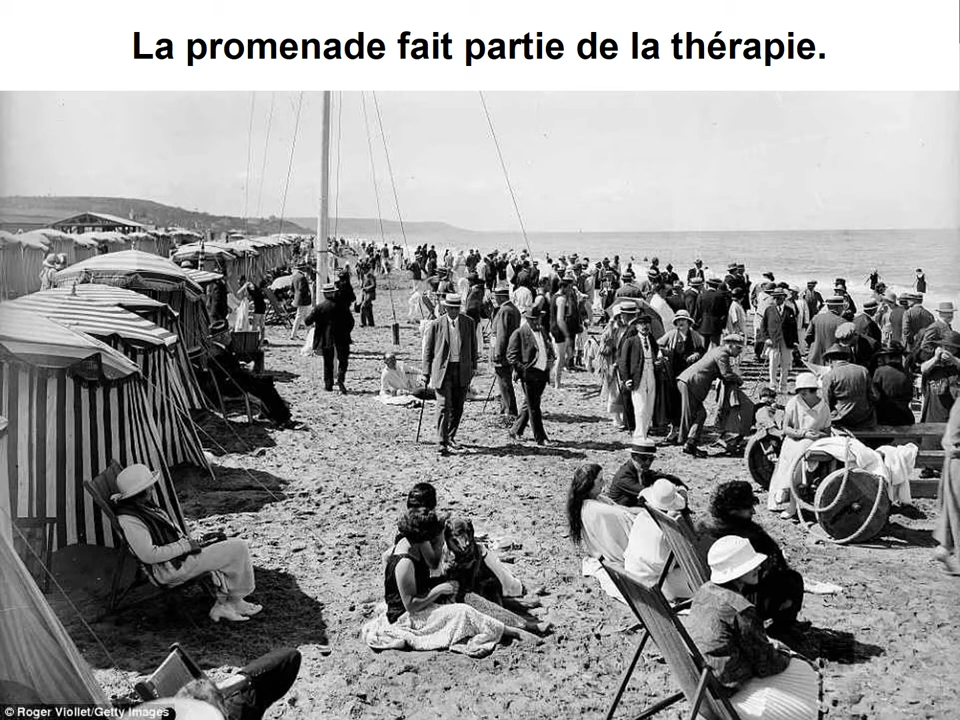 La promenade fait partie de la thérapie.
© Roger Viollet/Getty Images